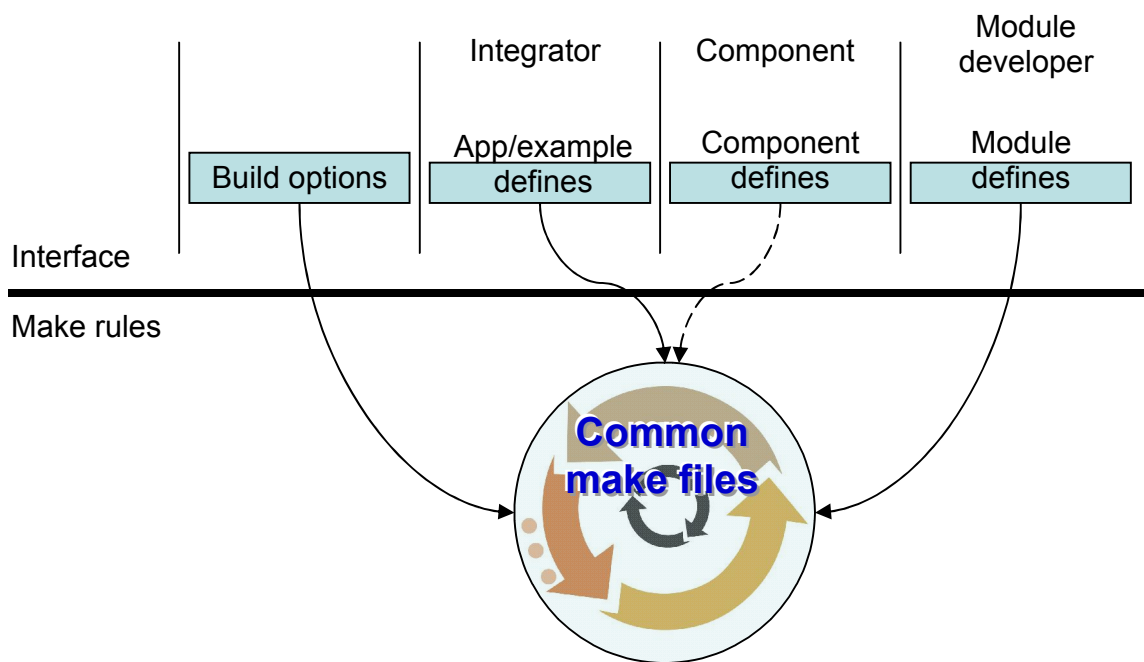 Integrator
Component
Module
developer
Build options
App/example
defines
Component
defines
Module
defines
Interface
Make rules
Common
make files